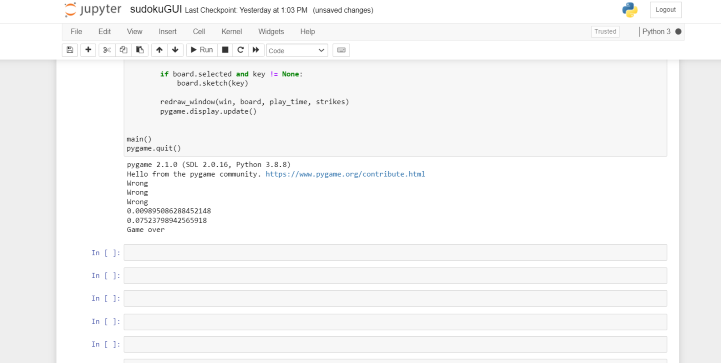 jupyter sudokuGUI Last Checkpoint: Yesterday at 1:03 PM (unsaved changes) Logout
File Edit View Insert Cell Kernel Widgets Help Trusted Python 3
Run Code
if board.selected and key != None:
board.sketch(key)
redraw_window(win, board, play_time, strikes)
pygame.display.update()
main()
pygame.quit()
pygame 2.1.0 (SDL 2.0.16, Python 3.8.8)
Hello from the pygame community. https://www.pygame.org/contribute.html
Wrong
Wrong
Wrong
0.009895086288452148
0.07523798942565918
Game over
In [ ]:
In [ ]:
In [ ]:
In [ ]:
In [ ]: